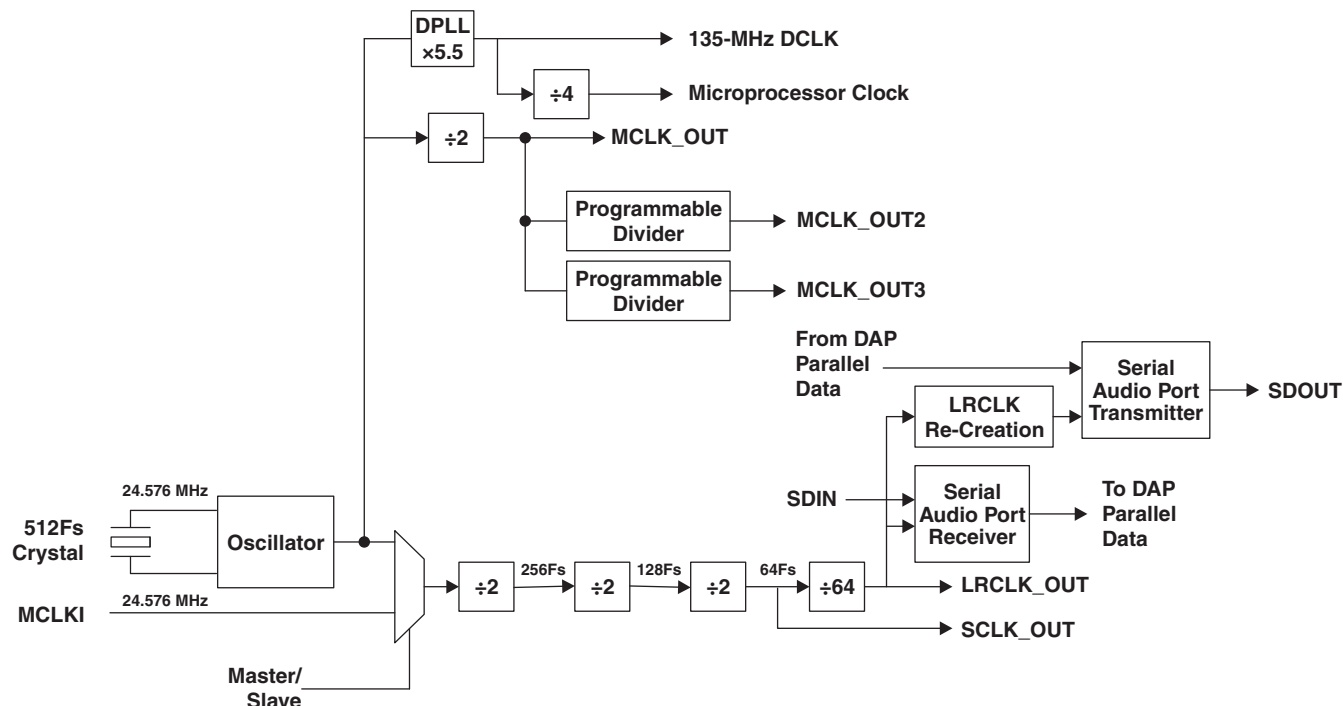 DPLL
×5.5
135-MHz DCLK
÷4
Microprocessor Clock
÷2
MCLK_OUT
Programmable
Divider
MCLK_OUT2
Programmable
Divider
MCLK_OUT3
From DAP
Parallel
Data
Serial
Audio Port
Transmitter
SDOUT
LRCLK
Re-Creation
SDIN
Serial
Audio Port
Receiver
To DAP
Parallel
Data
24.576 MHz
512Fs
Crystal
Oscillator
MCLKI
24.576 MHz
÷2
256Fs
÷2
128Fs
÷2
64Fs
÷64
LRCLK_OUT
SCLK_OUT
Master/
Slave